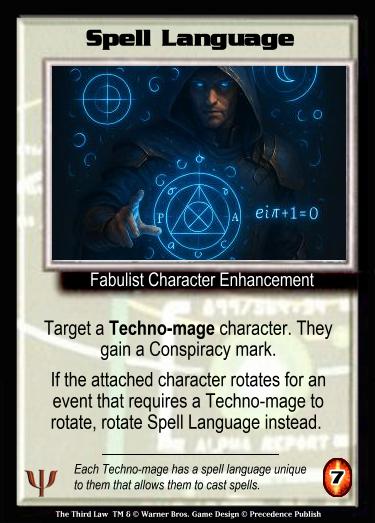 Spell Language
P A
eiπ+1=0
Fabulist Character Enhancement
Target a Techno-mage character. They
gain a Conspiracy mark.
If the attached character rotates for an
event that requires a Techno-mage to
rotate, rotate Spell Language instead.
Each Techno-mage has a spell language unique
to them that allows them to cast spells.
Ψ
7
The Third Law TM & © Warner Bros. Game Design © Precedence Publish